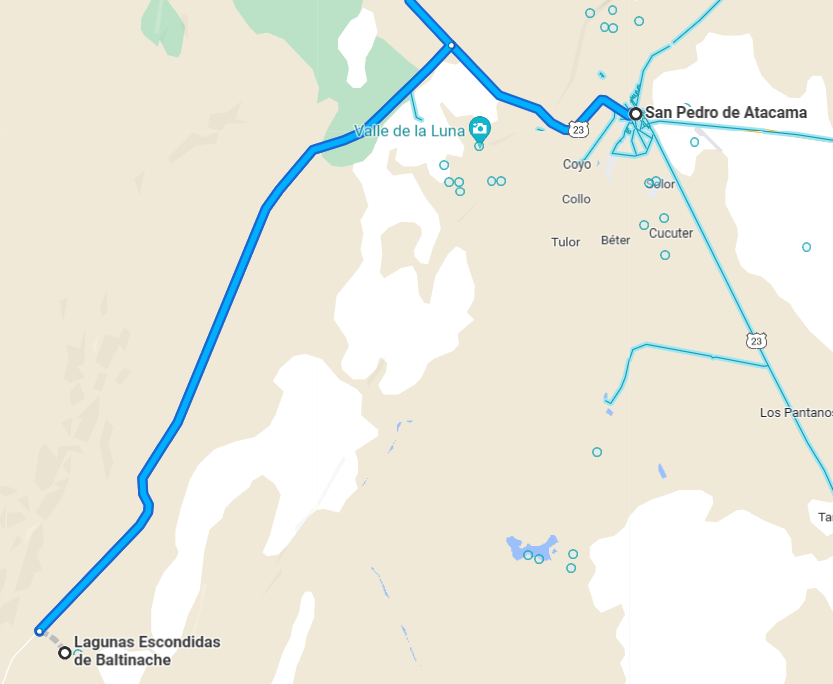 San Pedro de Atacama
Valle de la Luna
23
Coyo
Solor
Collo
Cucuter
Tulor
Béter
23
Los Pantanos
Ta
Lagunas Escondidas
de Baltinache